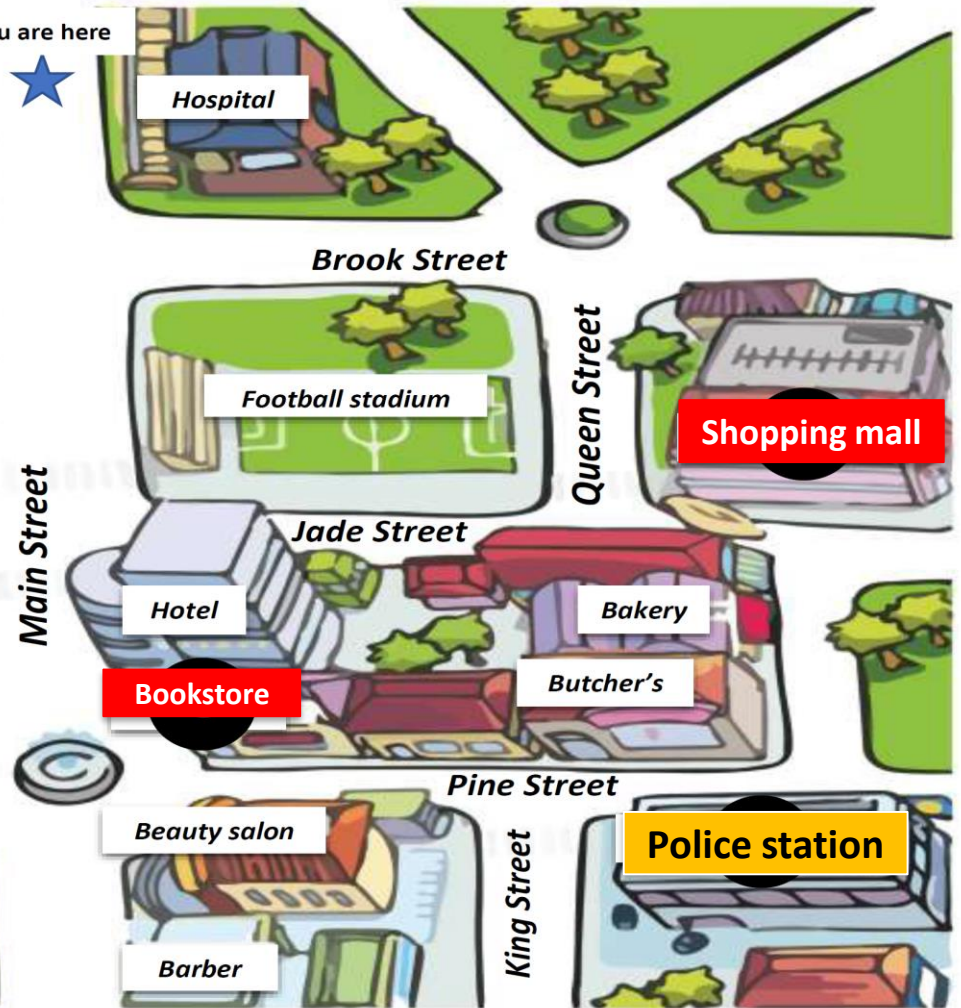 u are here
Hospital
Brook Street
Queen Street
Football stadium
Shopping mall
Main Street
Jade Street
Hotel
Bakery
Bookstore
Butcher's
Pine Street
Beauty salon
King Street
Police station
Barber